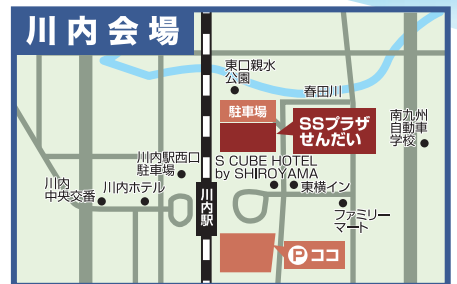 川内会場
東口親水
公園
春田川
駐車場
SSプラザ
せんだい
南九州
自動車
学校
川内駅西口
駐車場
S CUBE HOTEL
by SHIROYAMA
川内
中央交番
川内ホテル
川内駅
東横イン
ファミリー
マート
P ココ